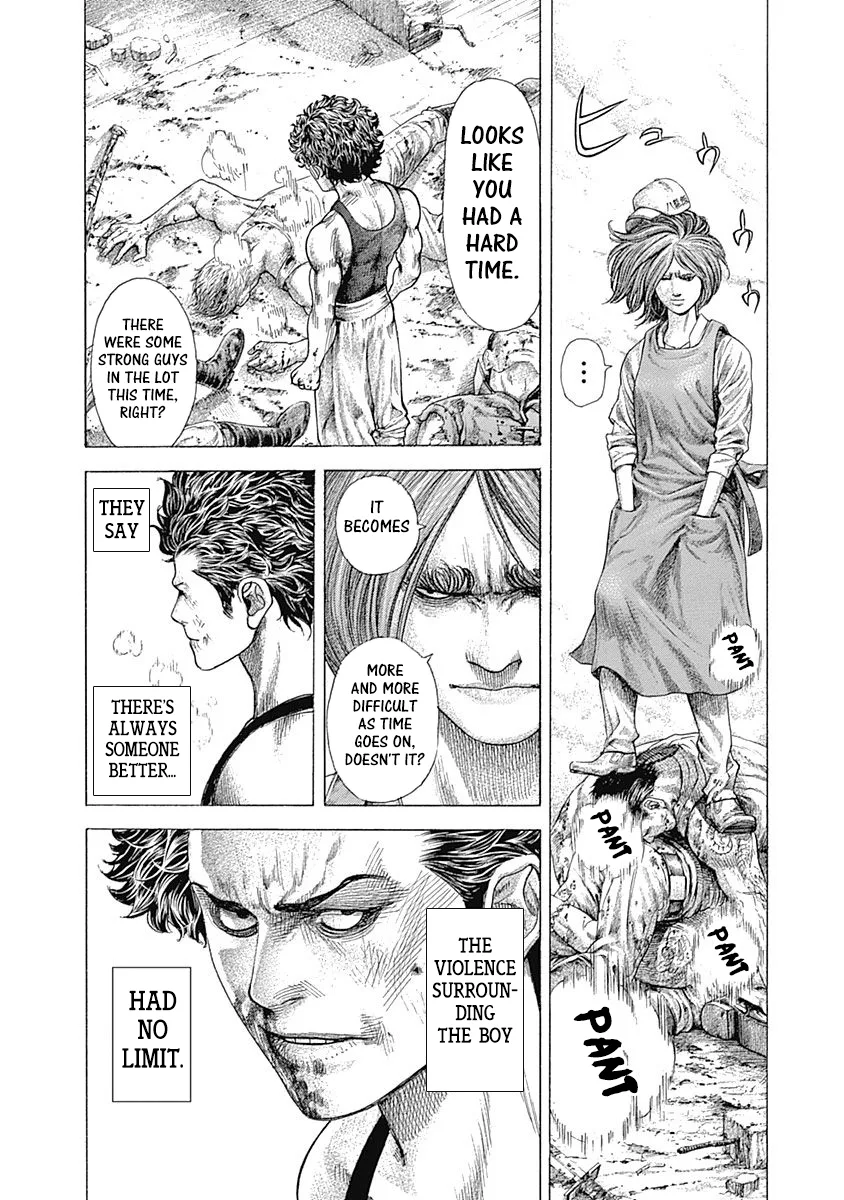 ヒュゥゥゥ
...
PANT
PANT
PANT
PANT
LOOKS
LIKE
YOU
HAD A
HARD
TIME.
THERE
WERE SOME
STRONG GUYS
IN THE LOT
THIS TIME,
RIGHT?
IT
BECOMES
MORE
AND MORE
DIFFICULT
AS TIME
GOES ON,
DOESN'T IT?
THEY
SAY
THERE'S
ALWAYS
SOMEONE
BETTER...
THE
VIOLENCE
SURROUN-
DING
THE BOY
HAD
NO
LIMIT.